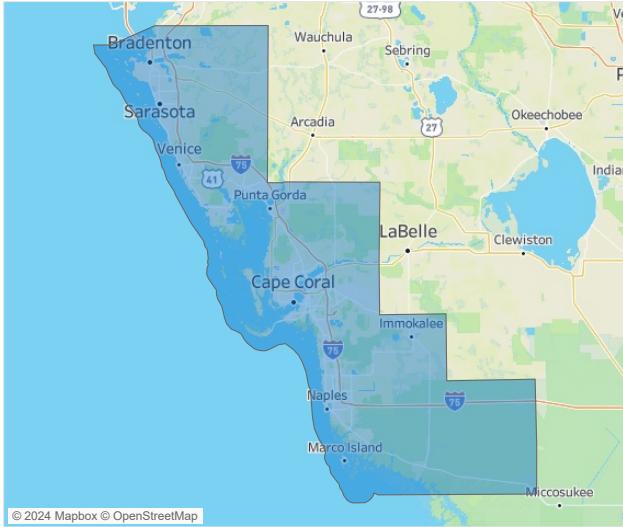 27-98
Bradenton
Wauchula
Sebring
Sarasota
Arcadia
27
Okeechobee
Venice
75
41
Punta Gorda
LaBelle
Clewiston
Cape Coral
Immokalee
75
Naples
75
Marco Island
Miccosukee
© 2024 Mapbox © OpenStreetMap